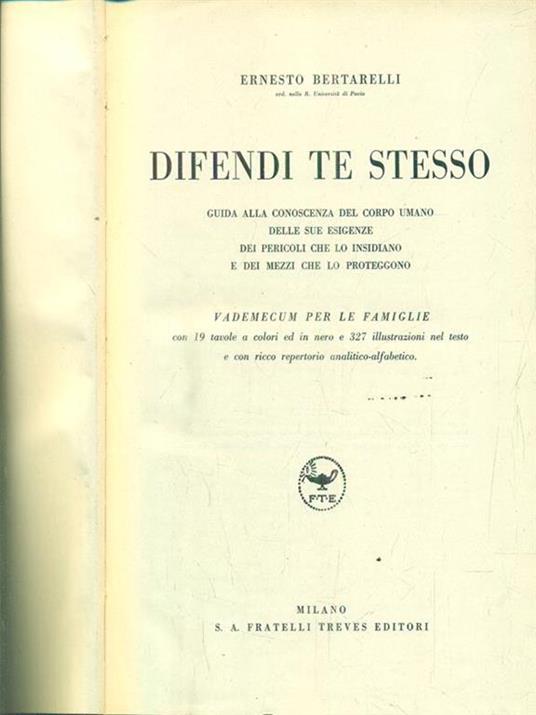 ERNESTO BERTARELLI
ord. nella R. Università di Pavia
DIFENDI TE STESSO
GUIDA ALLA CONOSCENZA DEL CORPO UMANO
DELLE SUE ESIGENZE
DEI PERICOLI CHE LO INSIDIANO
E DEI MEZZI CHE LO PROTEGGONO
VADEMECUM PER LE FAMIGLIE
con 19 tavole a colori ed in nero e 327 illustrazioni nel testo
e con ricco repertorio analitico-alfabetico.
F·T·E
MILANO
S. A. FRATELLI TREVES EDITORI